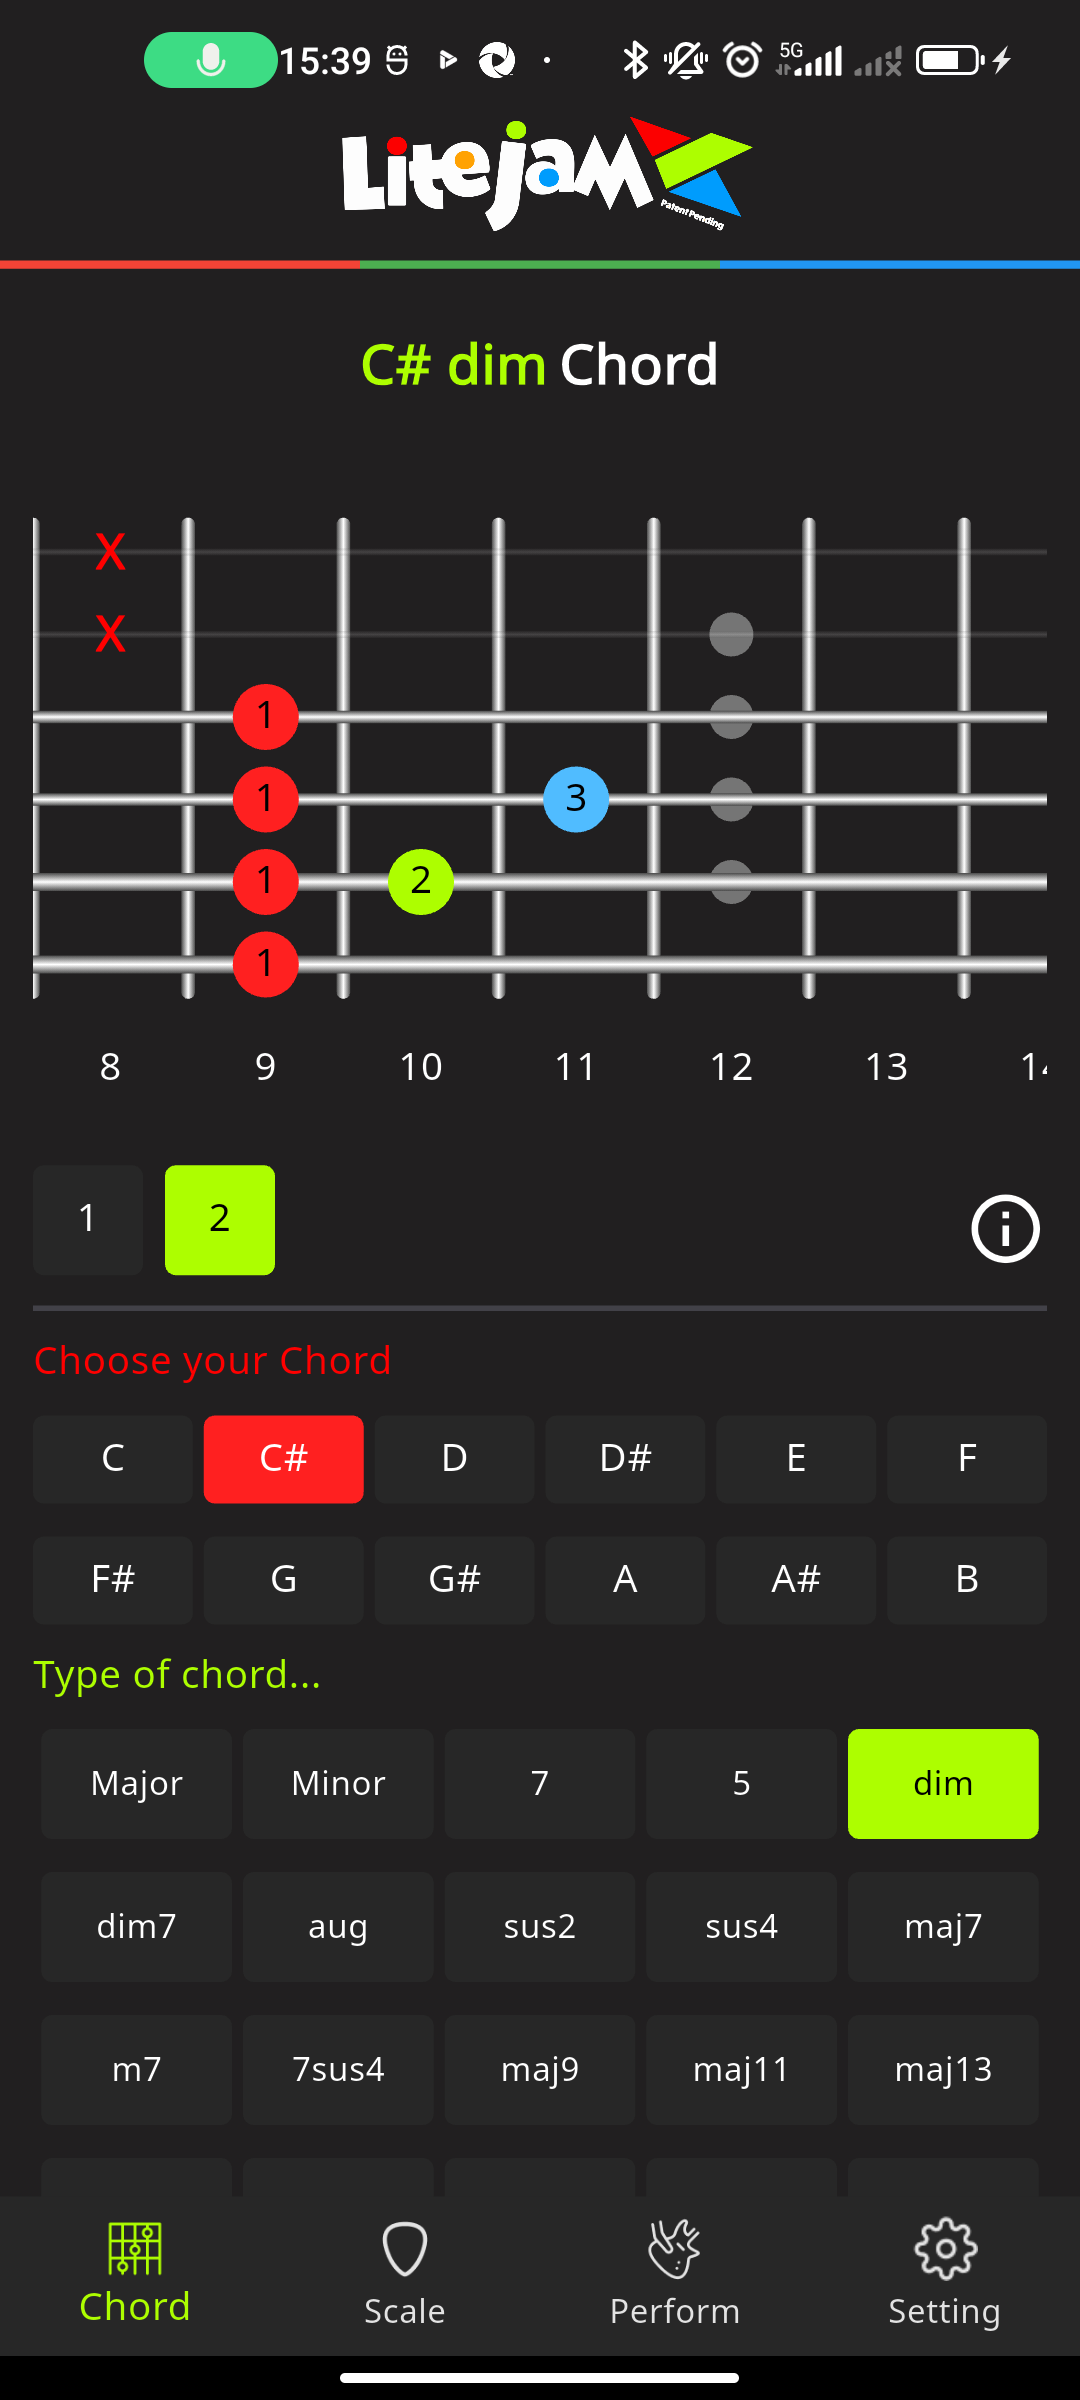 15:39 5G
Litejam
Patent Pending
C# dim Chord
X
X
1
1 3
1 2
1
8 9 10 11 12 13
1 2
Choose your Chord
C C# D D# E F
F# G G# A A# B
Type of chord...
Major Minor 7 5 dim
dim7 aug sus2 sus4 maj7
m7 7sus4 maj9 maj11 maj13
Chord Scale Perform Setting